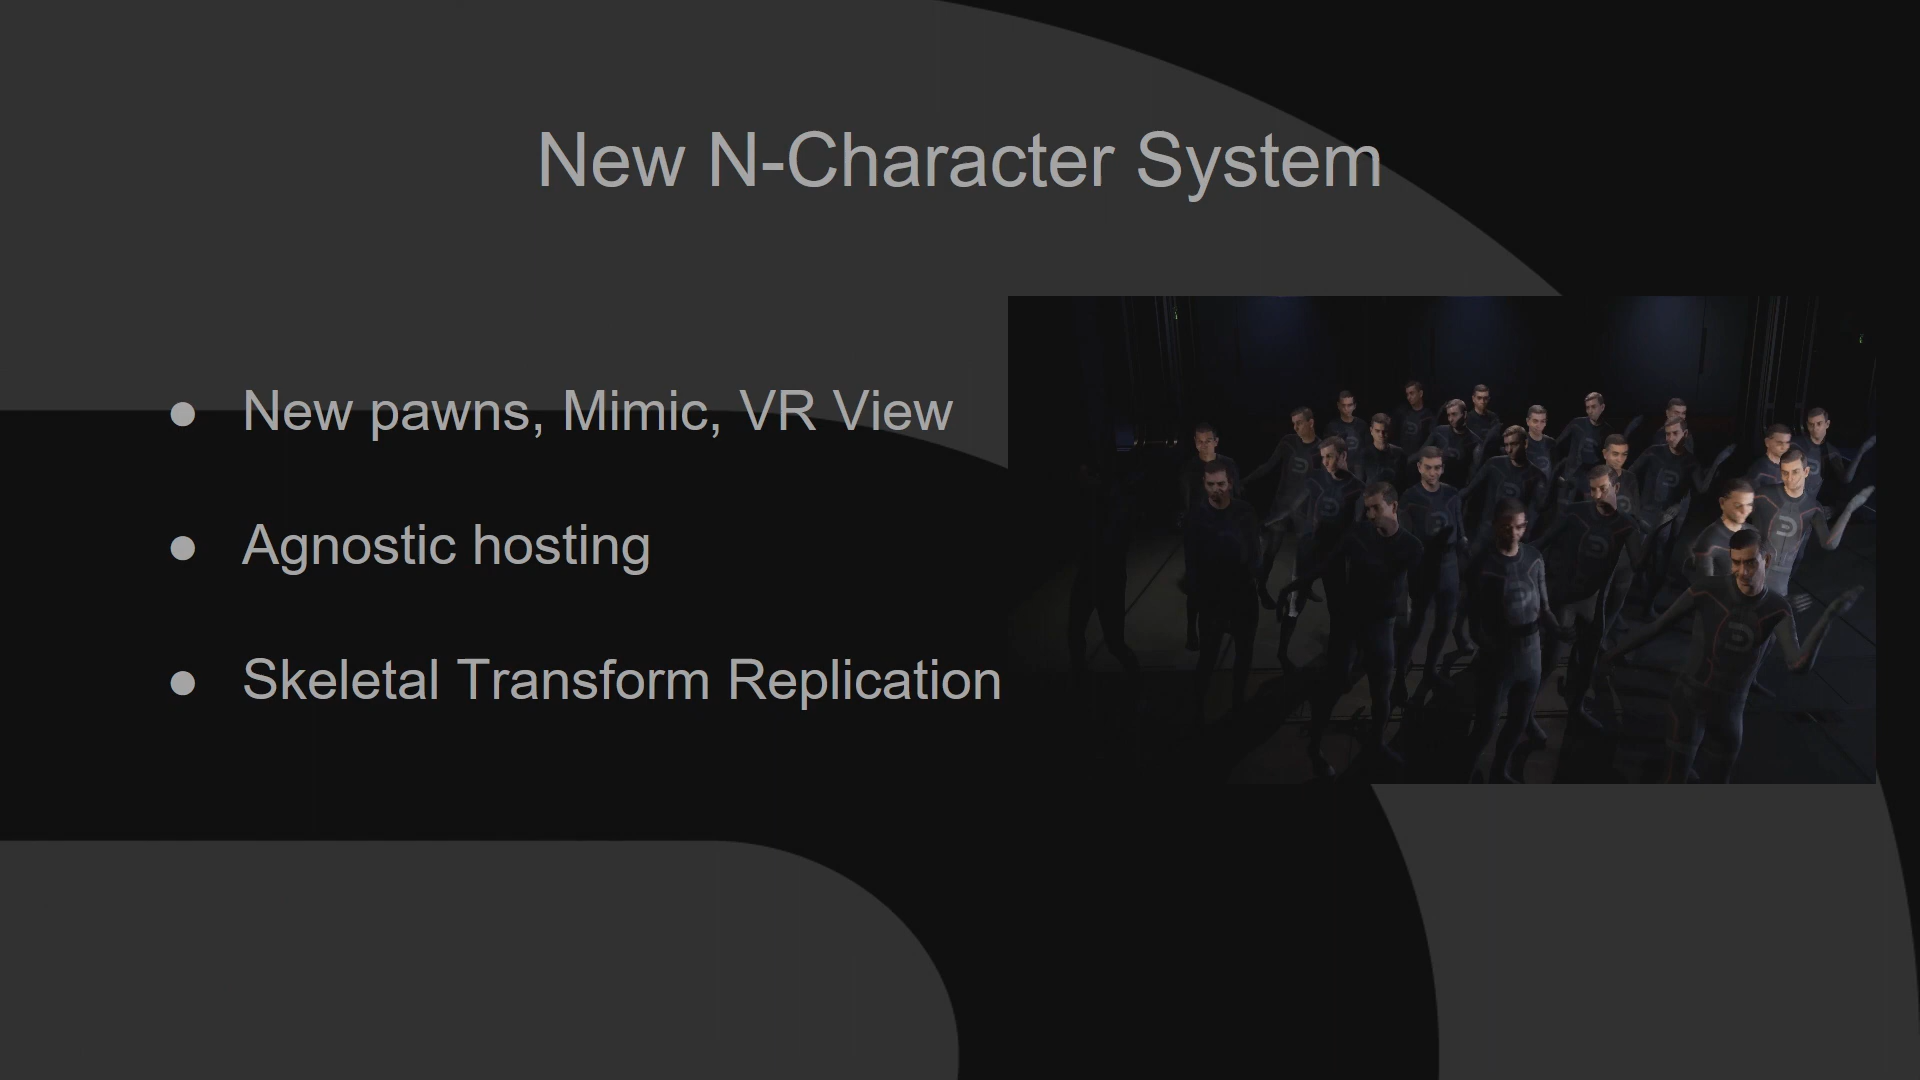 New N-Character System
● New pawns, Mimic, VR View
● Agnostic hosting
● Skeletal Transform Replication